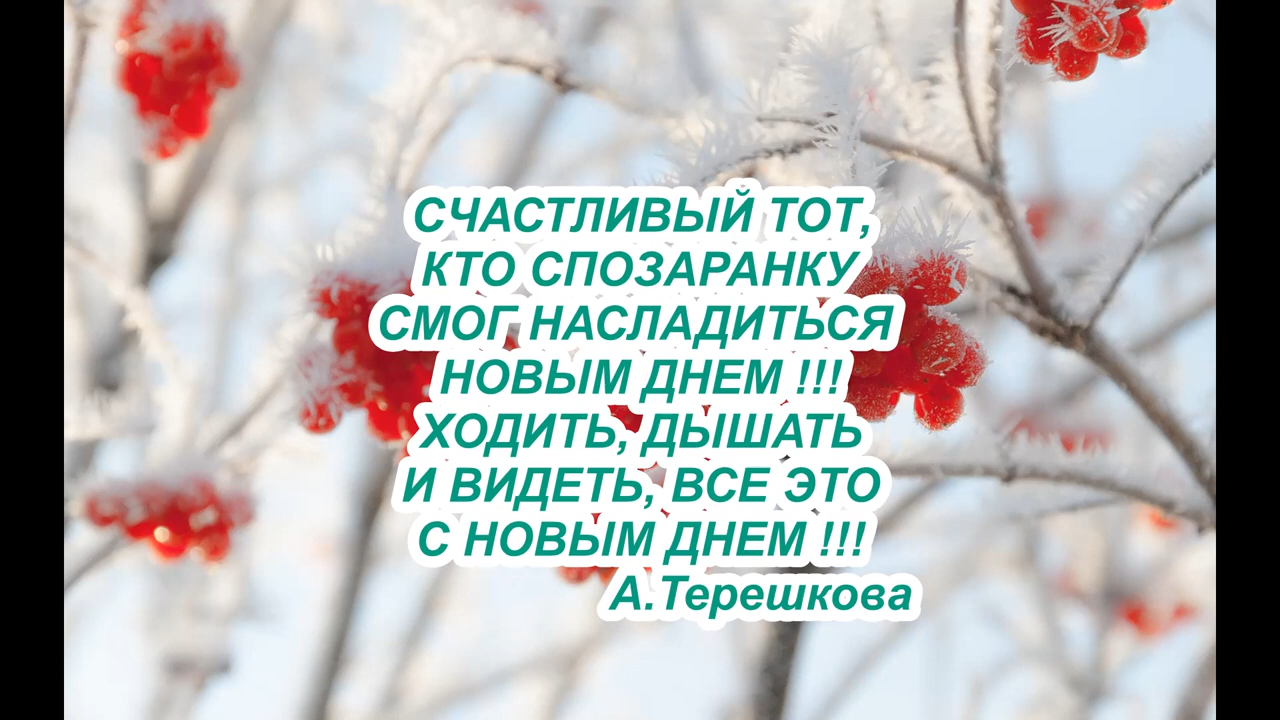 СЧАСТЛИВЫЙ ТОТ,
КТО СПОЗАРАНКУ
СМОГ НАСЛАДИТЬСЯ
НОВЫМ ДНЕМ !!!
ХОДИТЬ, ДЫШАТЬ
И ВИДЕТЬ, ВСЕ ЭТО
С НОВЫМ ДНЕМ !!!
А.Терешкова